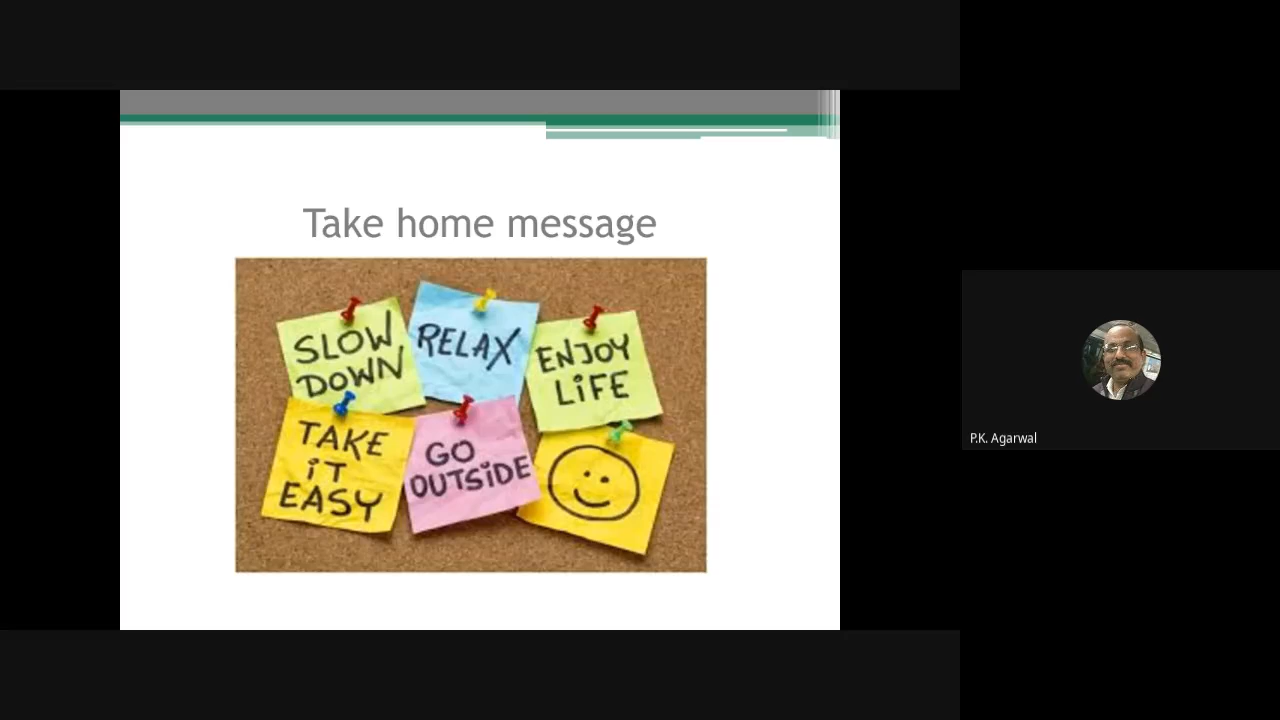 Take home message
SLOW
DOWN
RELAX
ENJOY
LiFE
TAKE
iT
EASY
GO
OUTSiDE
P.K. Agarwal